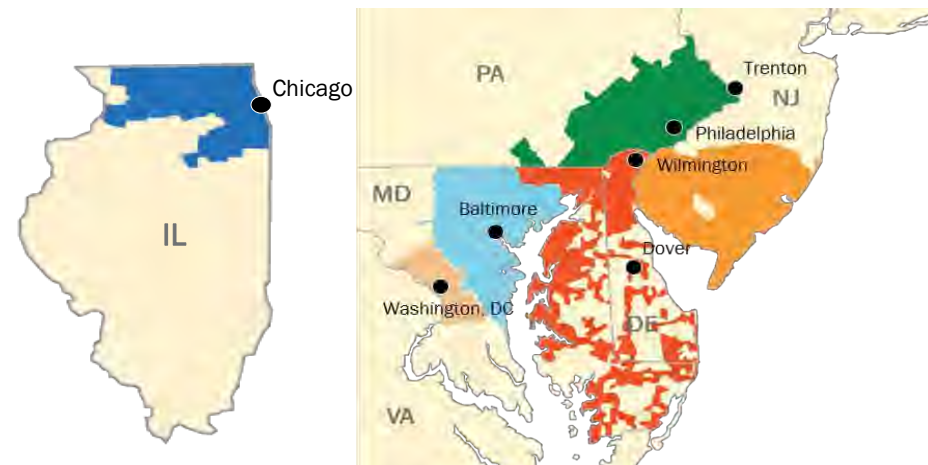 Chicago
IL
PA
Trenton
NJ
Philadelphia
Wilmington
MD
Baltimore
Dover
Washington, DC
DE
VA